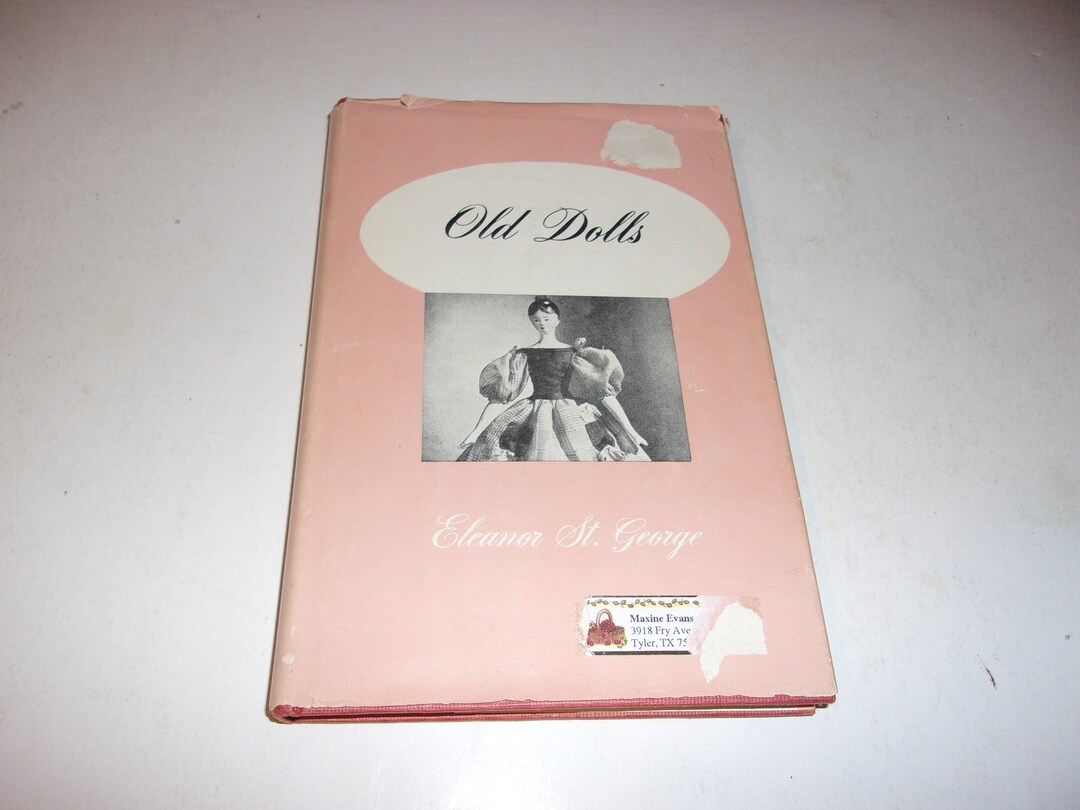 Old Dolls
Eleanor St. George
Maxine Evans
3918 Fry Ave
Tyler, TX 75